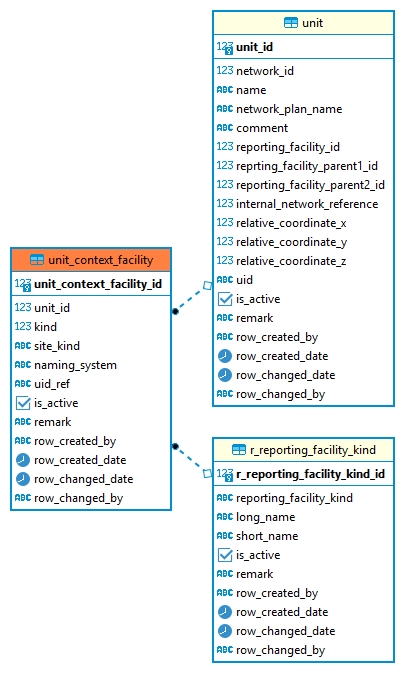 unit
123 unit_id
123 network_id
ABC name
ABC network_plan_name
ABC comment
123 reporting_facility_id
123 reprting_facility_parent1_id
123 reporting_facility_parent2_id
123 internal_network_reference
123 relative_coordinate_x
123 relative_coordinate_y
123 relative_coordinate_z
ABC uid
is_active
ABC remark
ABC row_created_by
row_created_date
row_changed_date
ABC row_changed_by
unit_context_facility
123 unit_context_facility_id
123 unit_id
123 kind
ABC site_kind
ABC naming_system
ABC uid_ref
is_active
ABC remark
ABC row_created_by
row_created_date
row_changed_date
ABC row_changed_by
r_reporting_facility_kind
123 r_reporting_facility_kind_id
ABC reporting_facility_kind
ABC long_name
ABC short_name
is_active
ABC remark
ABC row_created_by
row_created_date
row_changed_date
ABC row_changed_by